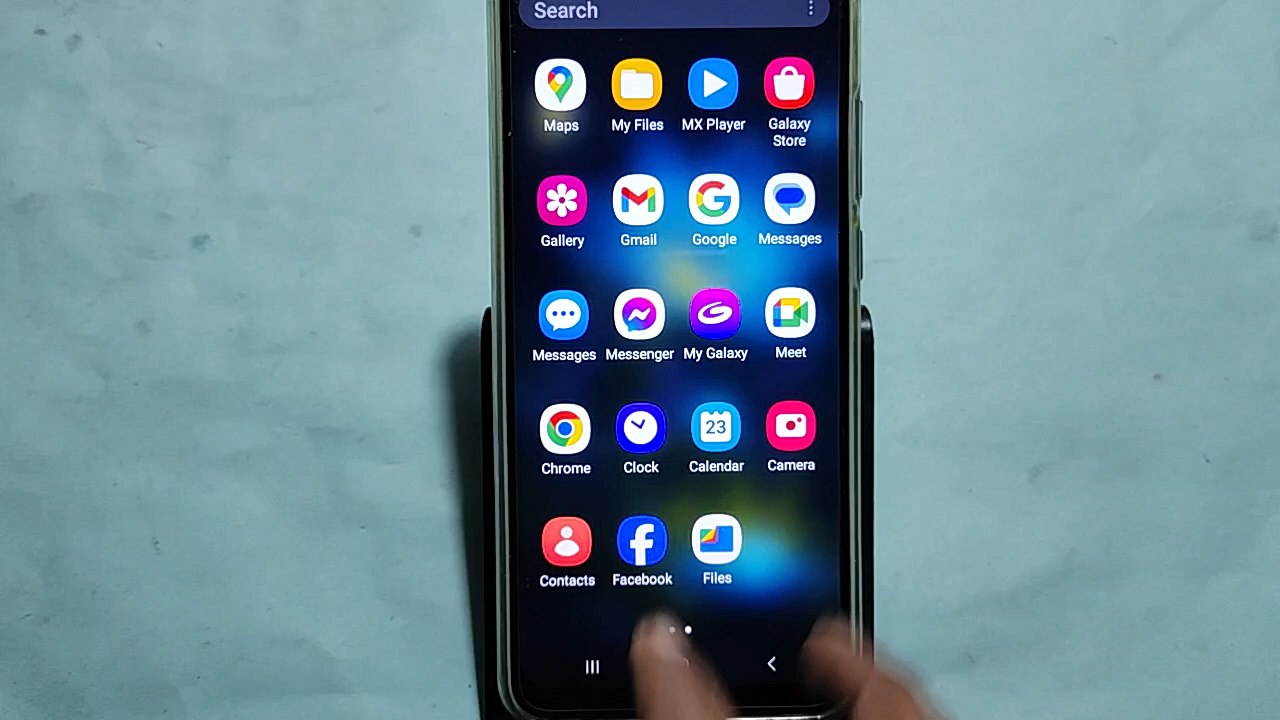 Search
Maps
My Files
MX Player
Galaxy
Store
Gallery
Gmail
Google
Messages
Messages
Messenger
My Galaxy
Meet
Chrome
Clock
23
Calendar
Camera
Contacts
Facebook
Files